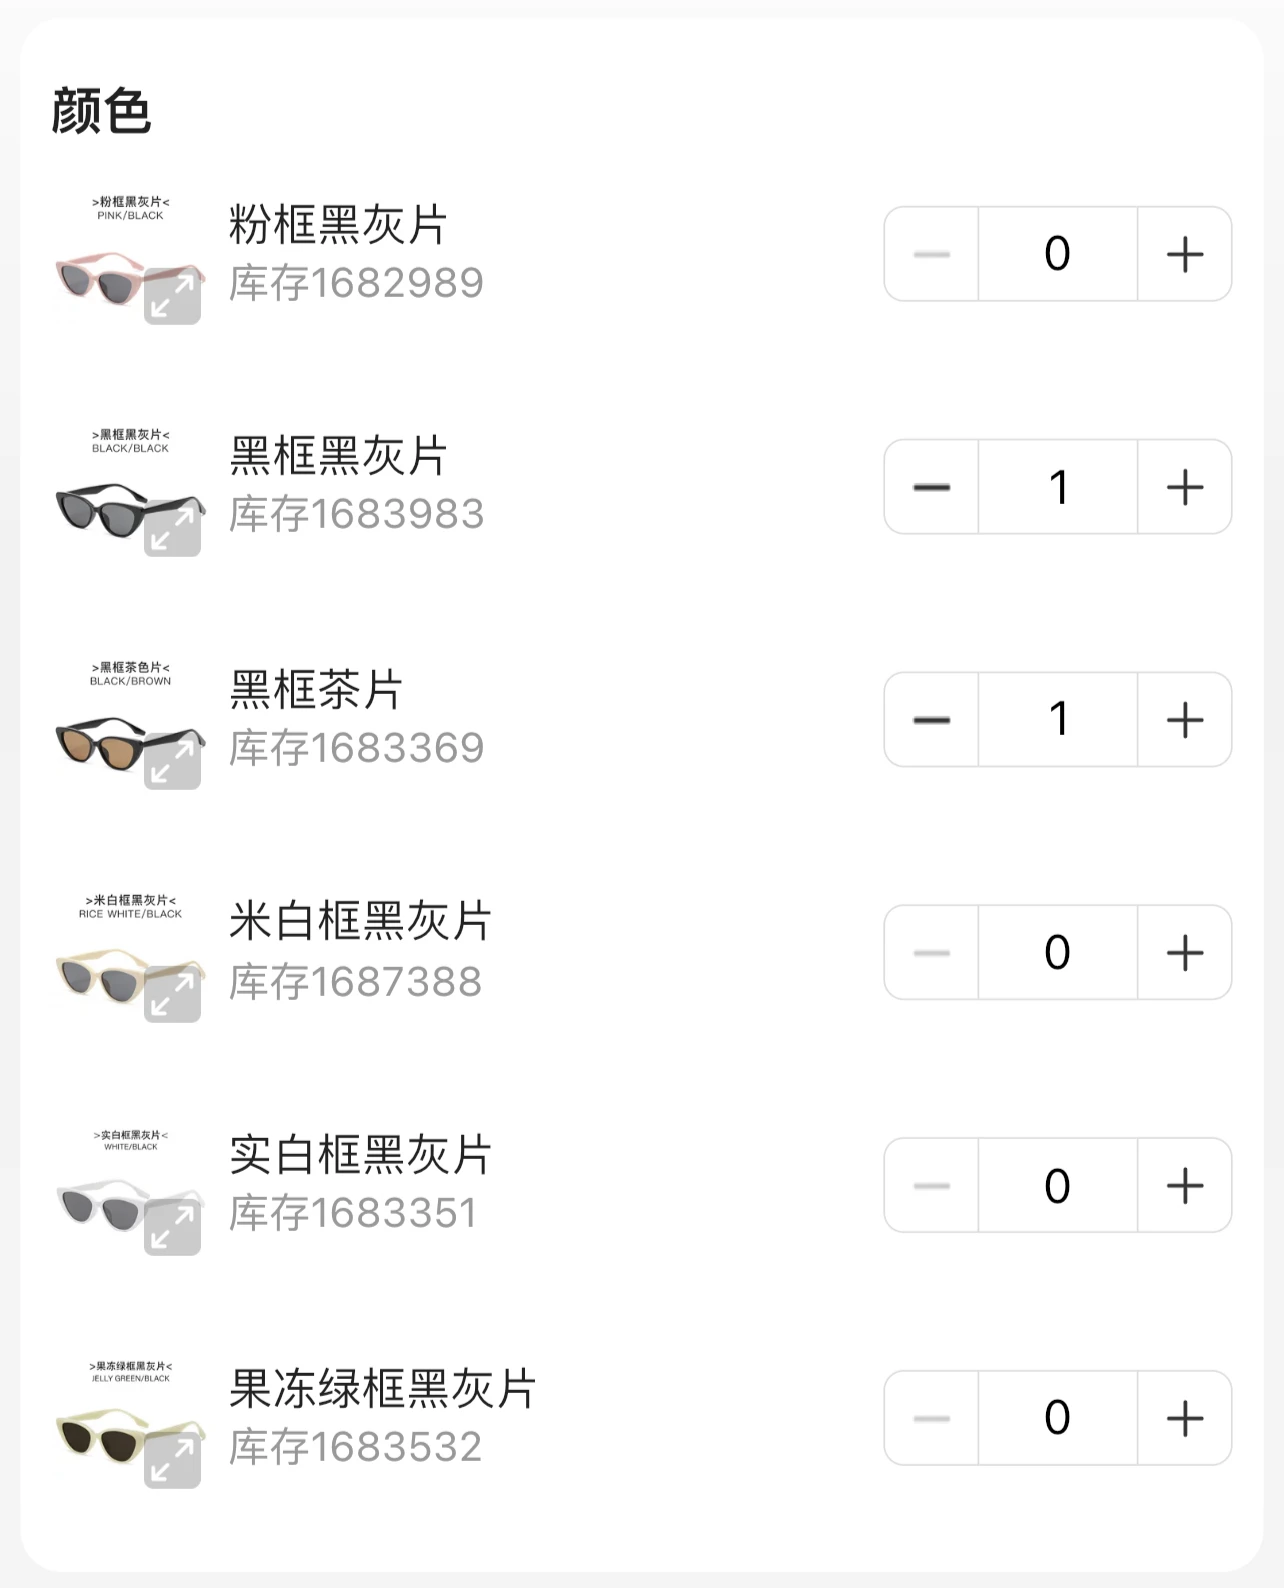 颜色
>粉框黑灰片<
PINK/BLACK
粉框黑灰片
库存1682989
0
>黑框黑灰片<
BLACK/BLACK
黑框黑灰片
库存1683983
1
>黑框茶色片<
BLACK/BROWN
黑框茶片
库存1683369
1
>米白框黑灰片<
RICE WHITE/BLACK
米白框黑灰片
库存1687388
0
>实白框黑灰片<
WHITE/BLACK
实白框黑灰片
库存1683351
0
>果冻绿框黑灰片<
JELLY GREEN/BLACK
果冻绿框黑灰片
库存1683532
0